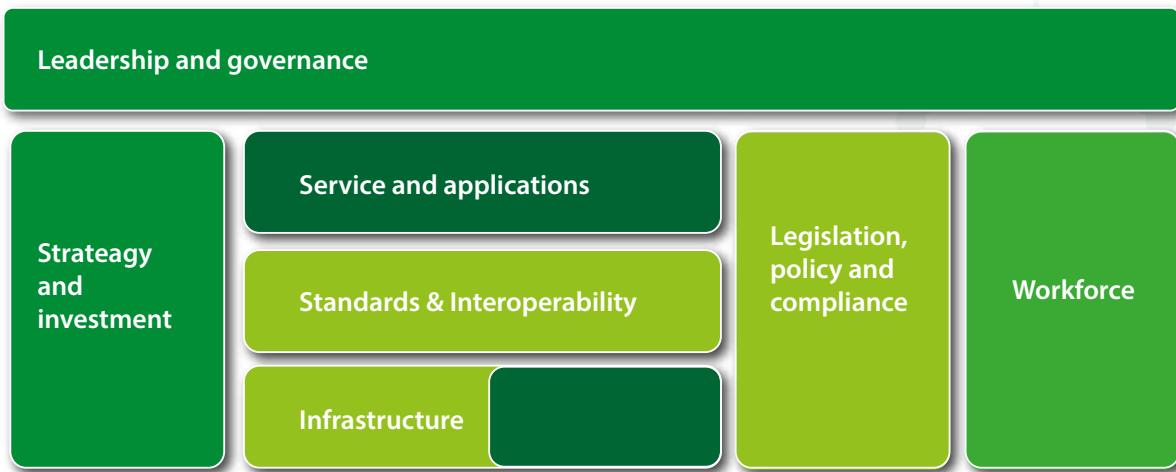 Leadership and governance
Service and applications
Strateagy
and
investment
Standards & Interoperability
Infrastructure
Legislation,
policy and
compliance
Workforce